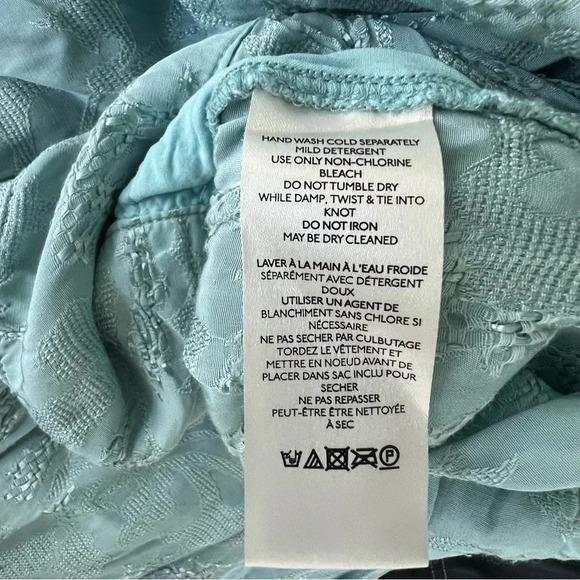 HAND WASH COLD SEPARATELY
MILD DETERGENT
USE ONLY NON-CHLORINE
BLEACH
DO NOT TUMBLE DRY
WHILE DAMP, TWIST & TIE INTO
KNOT
DO NOT IRON
MAY BE DRY CLEANED
LAVER À LA MAIN À L'EAU FROIDE
SÉPARÉMENT AVEC DÉTERGENT
DOUX
UTILISER UN AGENT DE
BLANCHIMENT SANS CHLORE SI
NÉCESSAIRE
NE PAS SECHER PAR CULBUTAGE
TORDEZ LE VÊTEMENT ET
METTRE EN NOEUD AVANT DE
PLACER DANS SAC INCLU POUR
SECHER
NE PAS REPASSER
PEUT-ÊTRE ÊTRE NETTOYÉE
À SEC
P